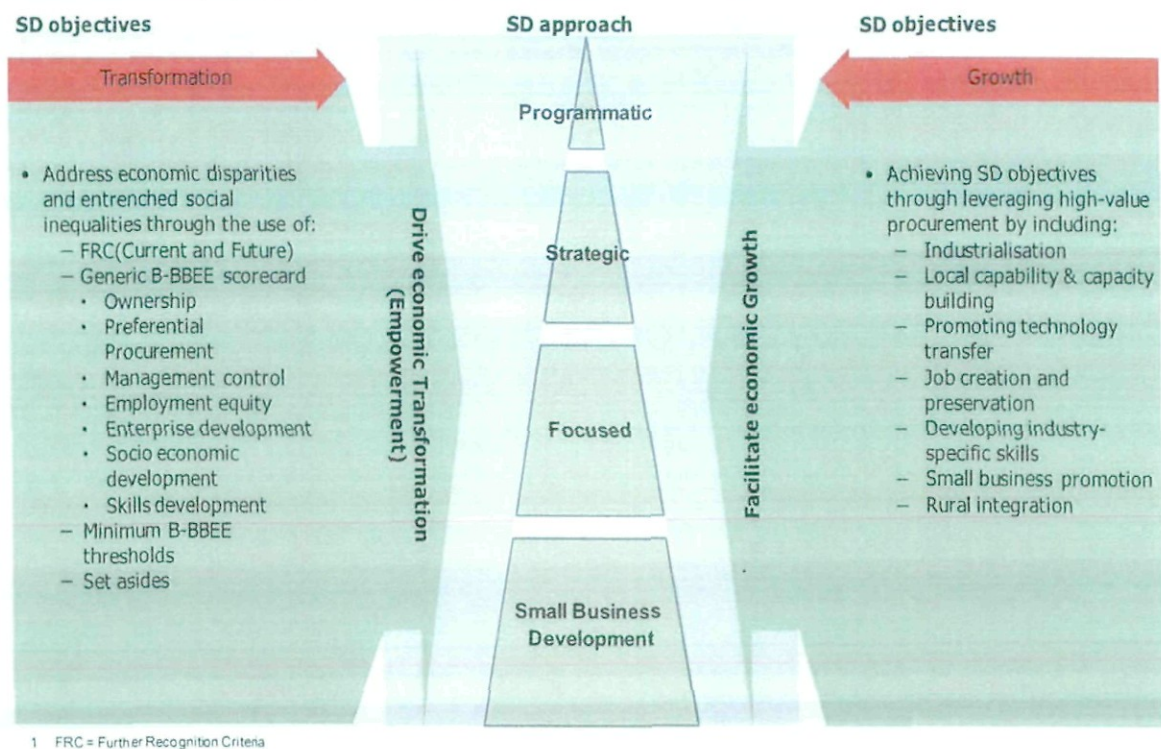 SD objectives
Transformation
• Address economic disparities
and entrenched social
inequalities through the use of:
– FRC(Current and Future)
– Generic B-BBEE scorecard
• Ownership
• Preferential
Procurement
• Management control
• Employment equity
• Enterprise development
• Socio economic
development
• Skills development
– Minimum B-BBEE
thresholds
– Set asides
Drive economic Transformation
(Empowerment)
SD approach
Programmatic
Strategic
Focused
Small Business
Development
Facilitate economic Growth
SD objectives
Growth
• Achieving SD objectives
through leveraging high-value
procurement by including:
– Industrialisation
– Local capability & capacity
building
– Promoting technology
transfer
– Job creation and
preservation
– Developing industry-
specific skills
– Small business promotion
– Rural integration
1 FRC = Further Recognition Criteria